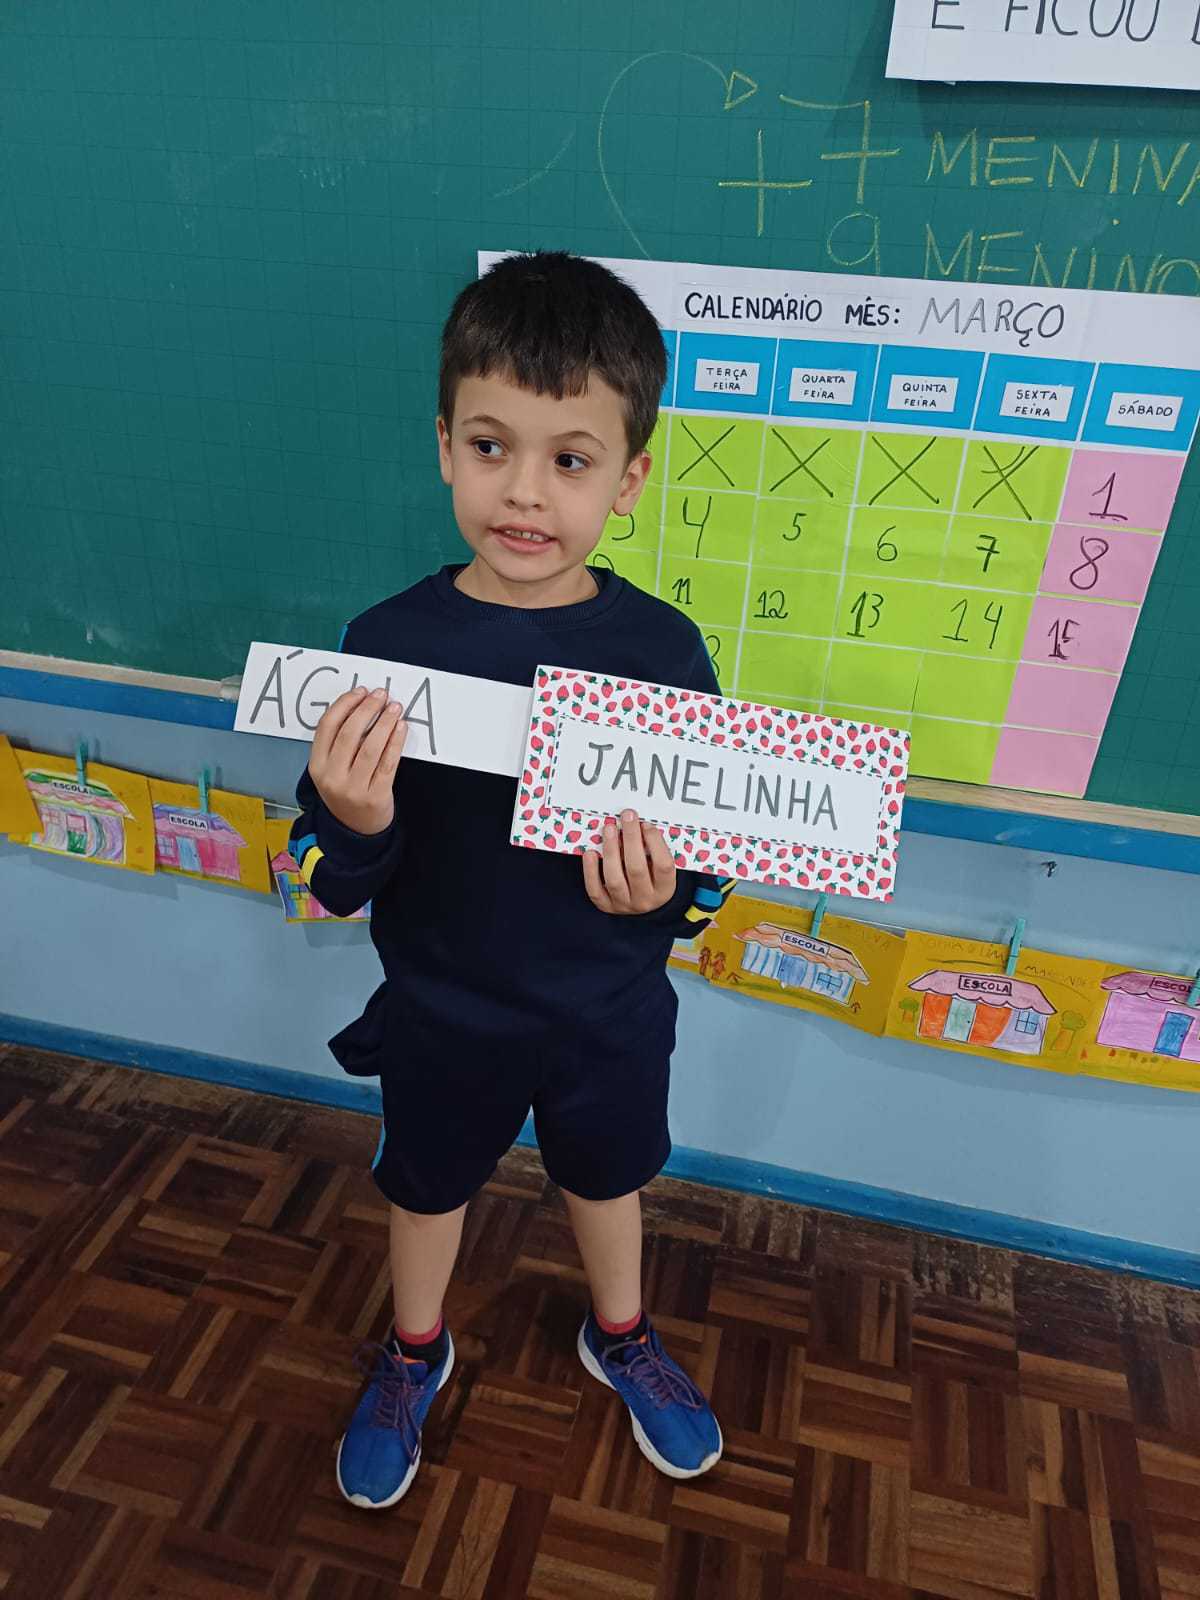 E FICOU
+ 7 MENINA
9 MENINO
CALENDÁRIO MÊS: MARÇO
TERÇA FEIRA
QUARTA FEIRA
QUINTA FEIRA
SEXTA FEIRA
SÁBADO
1
3 4 5 6 7 8
11 12 13 14 15
ÁGUA
JANELINHA
ESCOLA
ESCOLA
ESCOLA
ESCOLA
ESCOLA